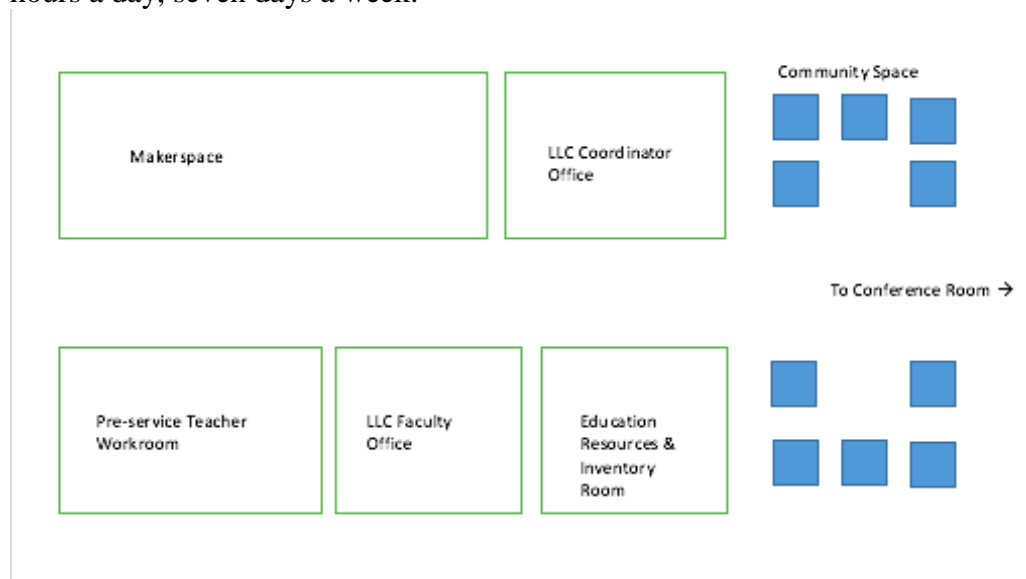 hours a day, seven days a week.
Community Space
Makerspace
LLC Coordinator
Office
To Conference Room →
Pre-service Teacher
Workroom
LLC Faculty
Office
Education
Resources &
Inventory
Room